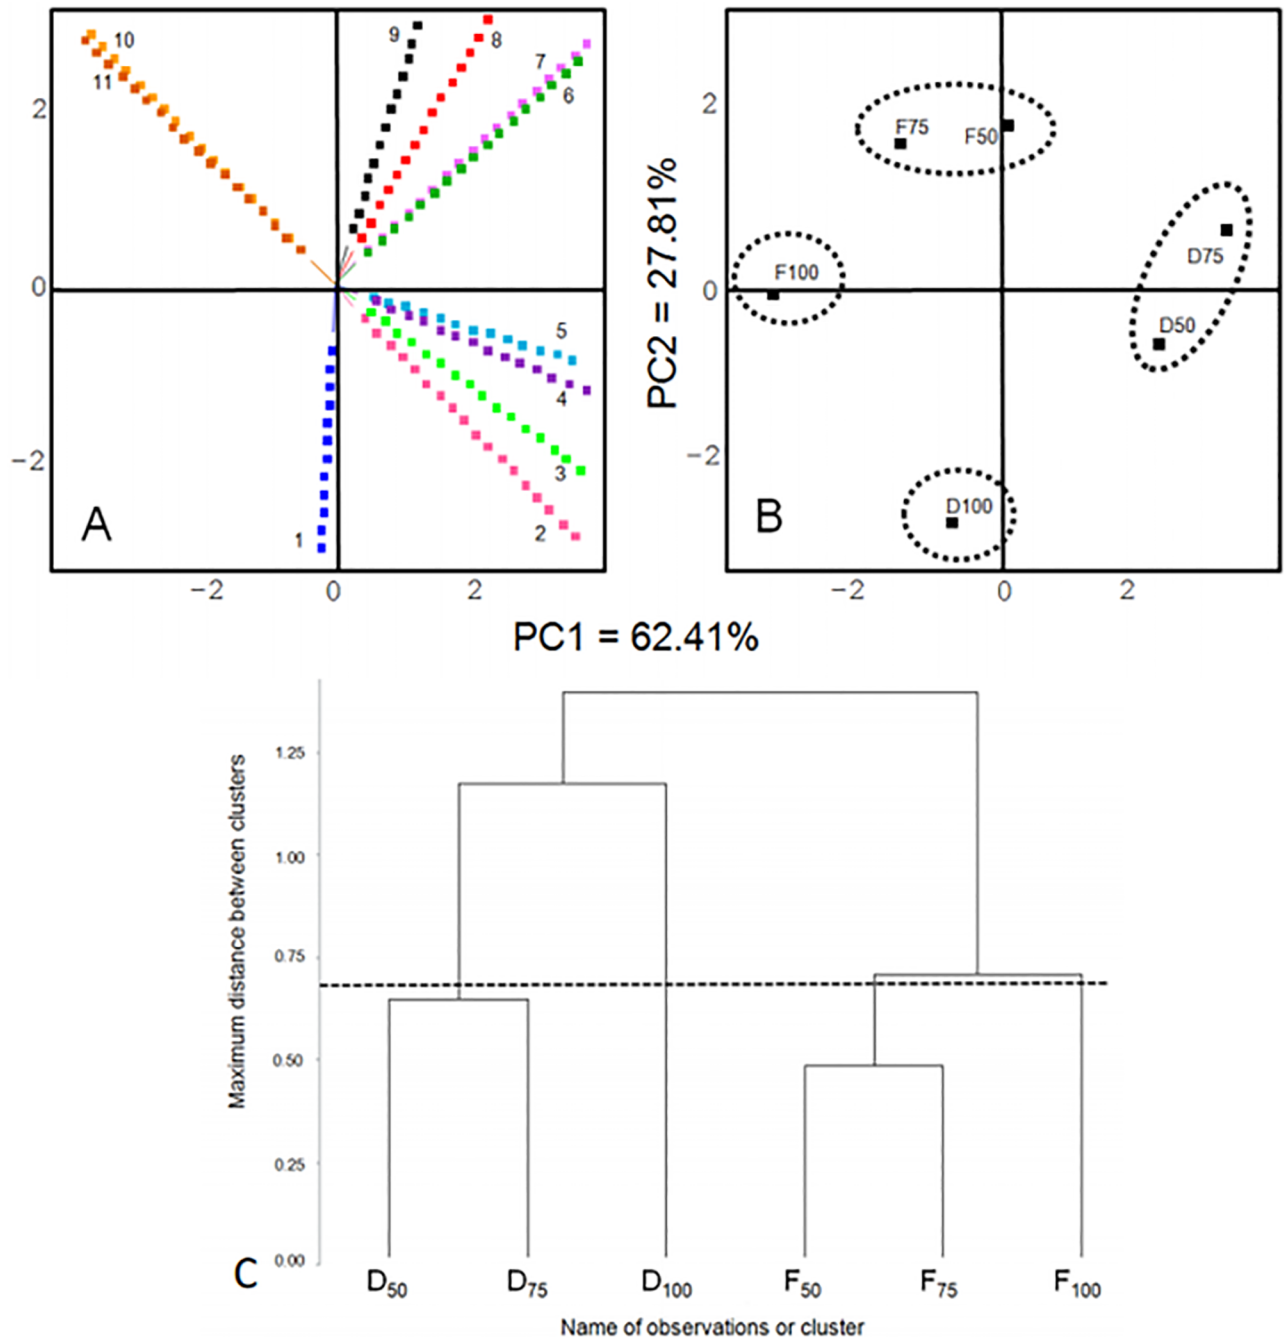 10
11
9
8
7
6
2
0
−2
5
4
3
2
1
A
−2
0
2
PC2 = 27.81%
2
0
−2
F75
F50
D75
F100
D50
D100
B
−2
0
2
PC1 = 62.41%
Maximum distance between clusters
1.25
1.00
0.75
0.50
0.25
0.00
C
D50
D75
D100
F50
F75
F100
Name of observations or cluster